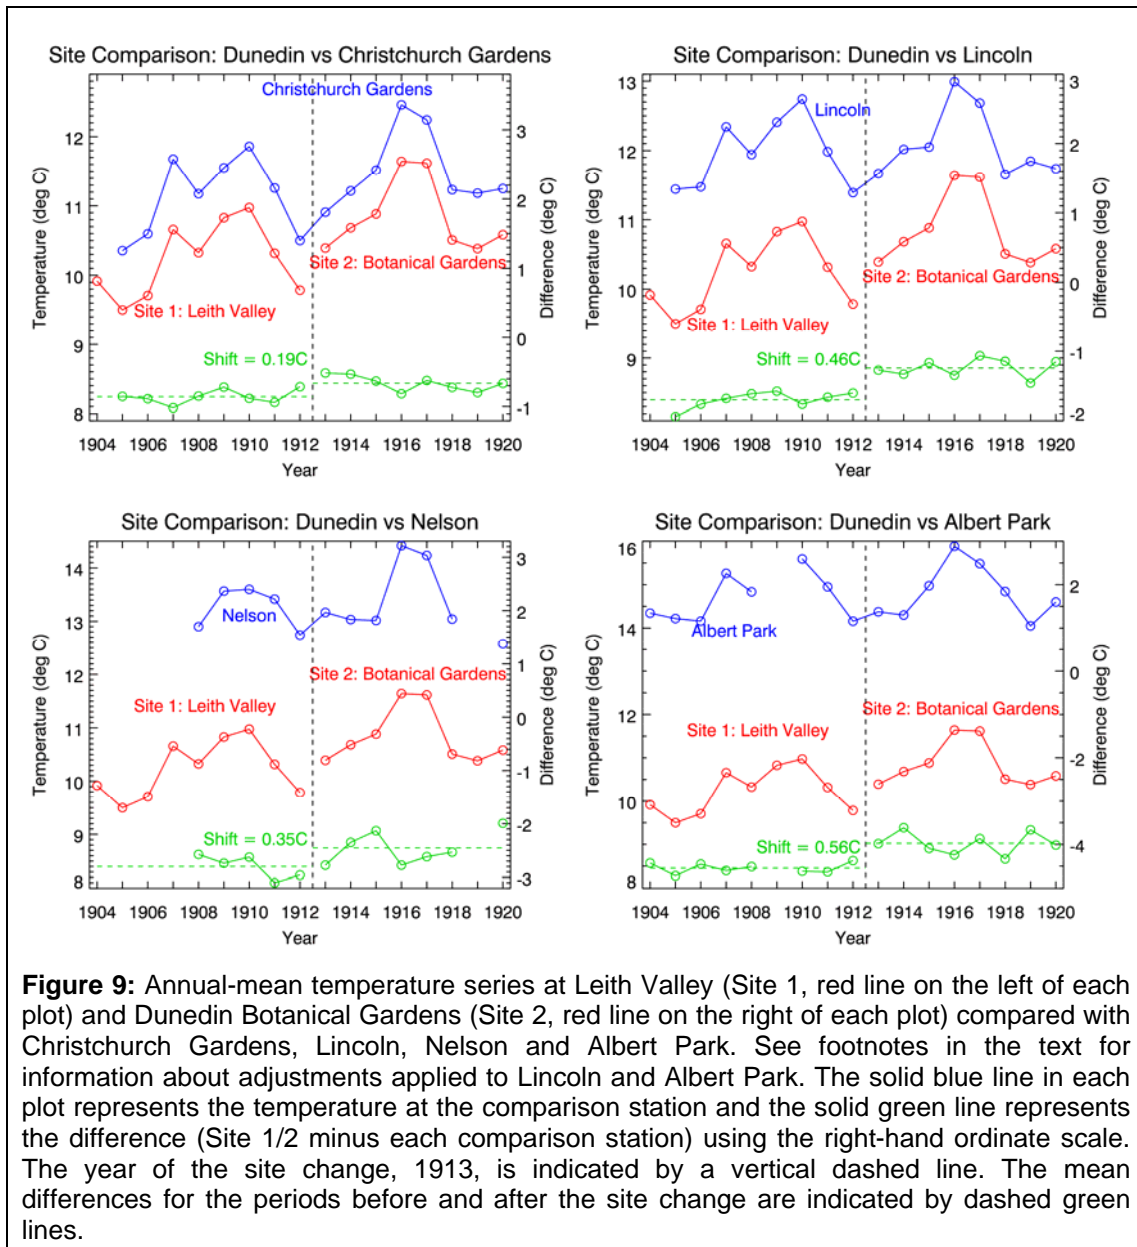 Site Comparison: Dunedin vs Christchurch Gardens
Christchurch Gardens
Site 2: Botanical Gardens
Site 1: Leith Valley
Shift = 0.19C
Temperature (deg C)
12
11
10
9
8
Difference (deg C)
3
2
1
0
-1
1904 1906 1908 1910 1912 1914 1916 1918 1920
Year
Site Comparison: Dunedin vs Lincoln
Lincoln
Site 2: Botanical Gardens
Site 1: Leith Valley
Shift = 0.46C
Temperature (deg C)
13
12
11
10
9
Difference (deg C)
3
2
1
0
-1
-2
1904 1906 1908 1910 1912 1914 1916 1918 1920
Year
Site Comparison: Dunedin vs Nelson
Nelson
Site 2: Botanical Gardens
Site 1: Leith Valley
Shift = 0.35C
Temperature (deg C)
14
13
12
11
10
9
8
Difference (deg C)
3
2
1
0
-1
-2
-3
1904 1906 1908 1910 1912 1914 1916 1918 1920
Year
Site Comparison: Dunedin vs Albert Park
Albert Park
Site 2: Botanical Gardens
Site 1: Leith Valley
Shift = 0.56C
Temperature (deg C)
16
14
12
10
8
Difference (deg C)
2
0
-2
-4
1904 1906 1908 1910 1912 1914 1916 1918 1920
Year
Figure 9: Annual-mean temperature series at Leith Valley (Site 1, red line on the left of each
plot) and Dunedin Botanical Gardens (Site 2, red line on the right of each plot) compared with
Christchurch Gardens, Lincoln, Nelson and Albert Park. See footnotes in the text for
information about adjustments applied to Lincoln and Albert Park. The solid blue line in each
plot represents the temperature at the comparison station and the solid green line represents
the difference (Site 1/2 minus each comparison station) using the right-hand ordinate scale.
The year of the site change, 1913, is indicated by a vertical dashed line. The mean
differences for the periods before and after the site change are indicated by dashed green
lines.